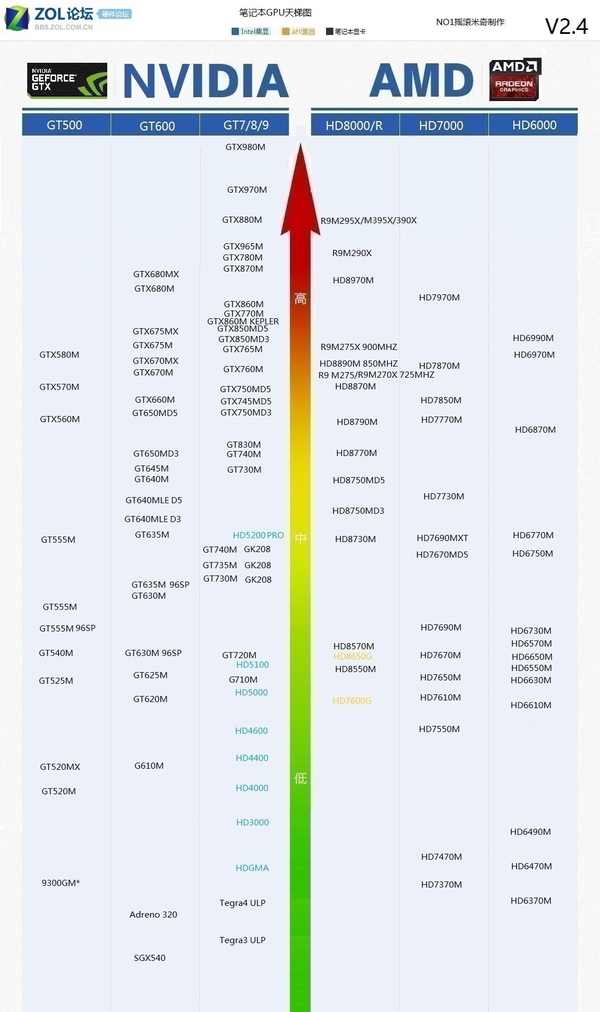 ZOL论坛 硬件论坛
BBS.ZOL.COM.CN
笔记本GPU天梯图
Intel集显 APU集显 笔记本显卡
NO1摇滚米奇制作
V2.4
NVIDIA
GEFORCE
GTX
NVIDIA
AMD
AMD
RADEON
GRAPHICS
GT500 GT600 GT7/8/9 HD8000/R HD7000 HD6000
GTX980M
GTX970M
GTX880M R9M295X/M395X/390X
GTX965M
GTX780M R9M290X
GTX870M
GTX680MX HD8970M
GTX680M
HD7970M
GTX860M
GTX770M
GTX860M KEPLER
GTX675MX GTX850MD5
GTX850MD3 HD6990M
GTX675M GTX765M R9M275X 900MHZ
GTX580M HD6970M
GTX670MX HD8890M 850MHZ HD7870M
GTX670M GTX760M R9 M275/R9M270X 725MHZ
GTX570M GTX750MD5 HD8870M
GTX660M GTX745MD5 HD7850M
GT650MD5 GTX750MD3
GTX560M HD8790M HD7770M
HD6870M
GT830M
GT650MD3 GT740M HD8770M
GT645M GT730M
GT640M HD8750MD5
GT640MLE D5 HD7730M
HD8750MD3
GT640MLE D3
GT635M HD5200PRO HD6770M
GT555M HD8730M HD7690MXT
GT740M GK208 HD7670MD5 HD6750M
GT735M GK208
GT730M GK208
GT635M 96SP
GT630M
GT555M
GT555M 96SP HD7690M HD6730M
HD8570M HD6570M
GT540M GT630M 96SP GT720M HD8650G HD7670M HD6650M
HD5100 HD8550M HD6550M
GT525M GT625M G710M HD7650M HD6630M
HD5000
GT620M HD7600G HD7610M HD6610M
HD4600 HD7550M
HD4400
GT520MX G610M
GT520M HD4000
HD3000
HD6490M
HD7470M
HDGMA HD6470M
9300GM* HD7370M
Tegra4 ULP HD6370M
Adreno 320
Tegra3 ULP
SGX540
高
中
低